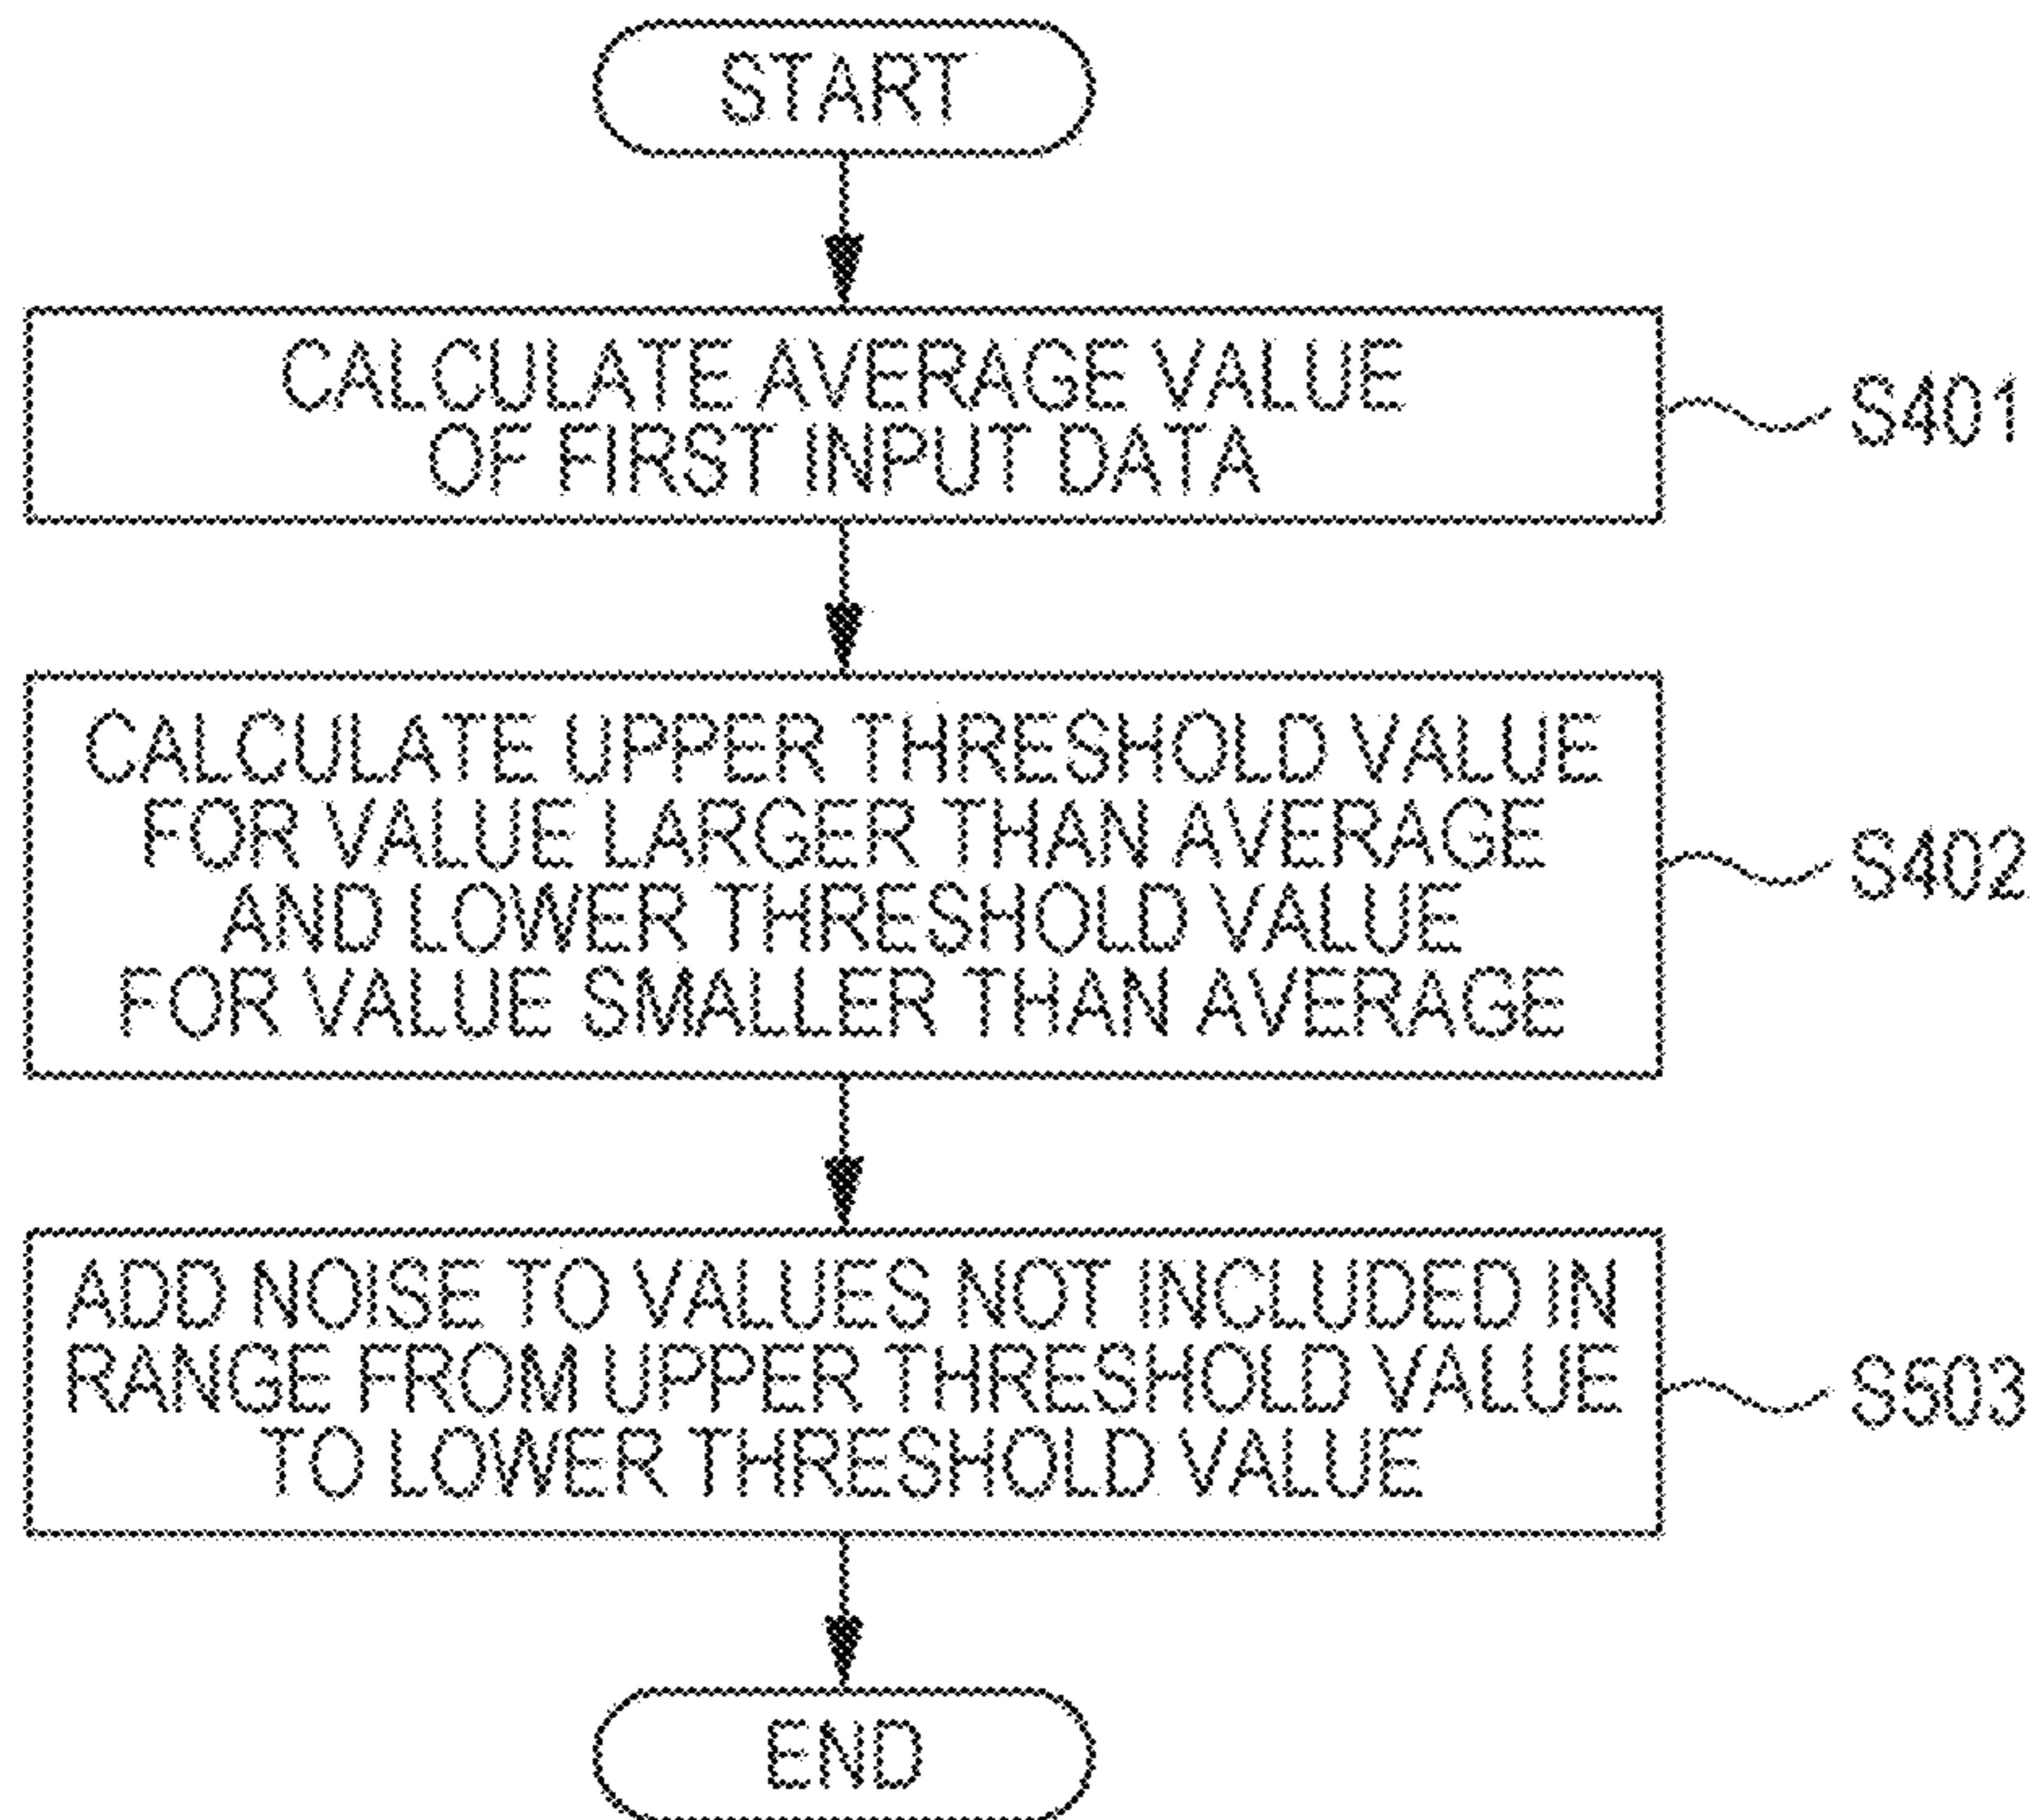 START
CALCULATE AVERAGE VALUE
OF FIRST INPUT DATA
S401
CALCULATE UPPER THRESHOLD VALUE
FOR VALUE LARGER THAN AVERAGE
AND LOWER THRESHOLD VALUE
FOR VALUE SMALLER THAN AVERAGE
S402
ADD NOISE TO VALUES NOT INCLUDED IN
RANGE FROM UPPER THRESHOLD VALUE
TO LOWER THRESHOLD VALUE
S503
END